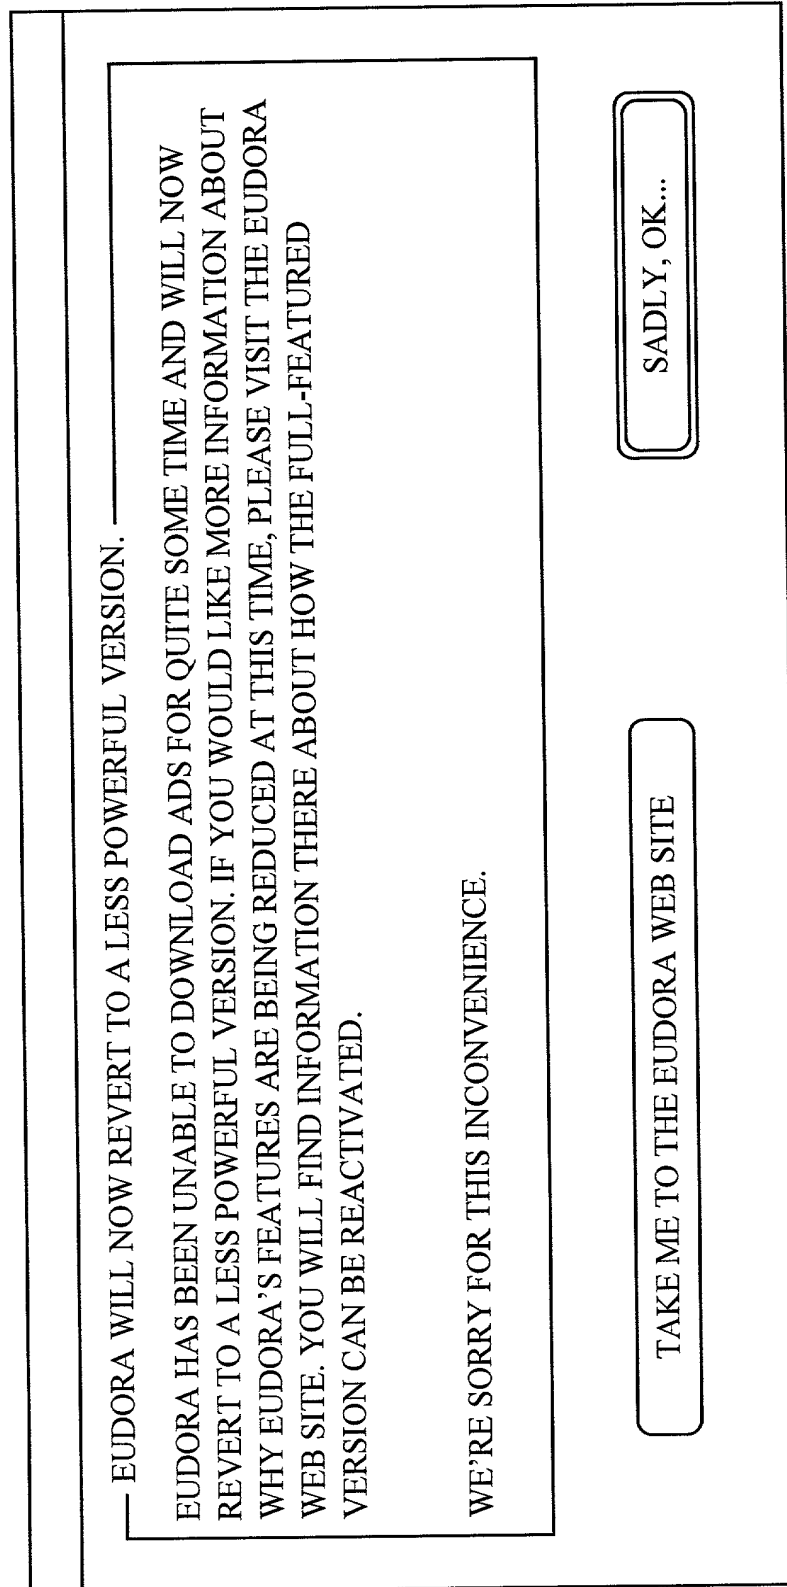 EUDORA WILL NOW REVERT TO A LESS POWERFUL VERSION.
EUDORA HAS BEEN UNABLE TO DOWNLOAD ADS FOR QUITE SOME TIME AND WILL NOW
REVERT TO A LESS POWERFUL VERSION. IF YOU WOULD LIKE MORE INFORMATION ABOUT
WHY EUDORA'S FEATURES ARE BEING REDUCED AT THIS TIME, PLEASE VISIT THE EUDORA
WEB SITE. YOU WILL FIND INFORMATION THERE ABOUT HOW THE FULL-FEATURED
VERSION CAN BE REACTIVATED.
WE'RE SORRY FOR THIS INCONVENIENCE.
TAKE ME TO THE EUDORA WEB SITE
SADLY, OK...